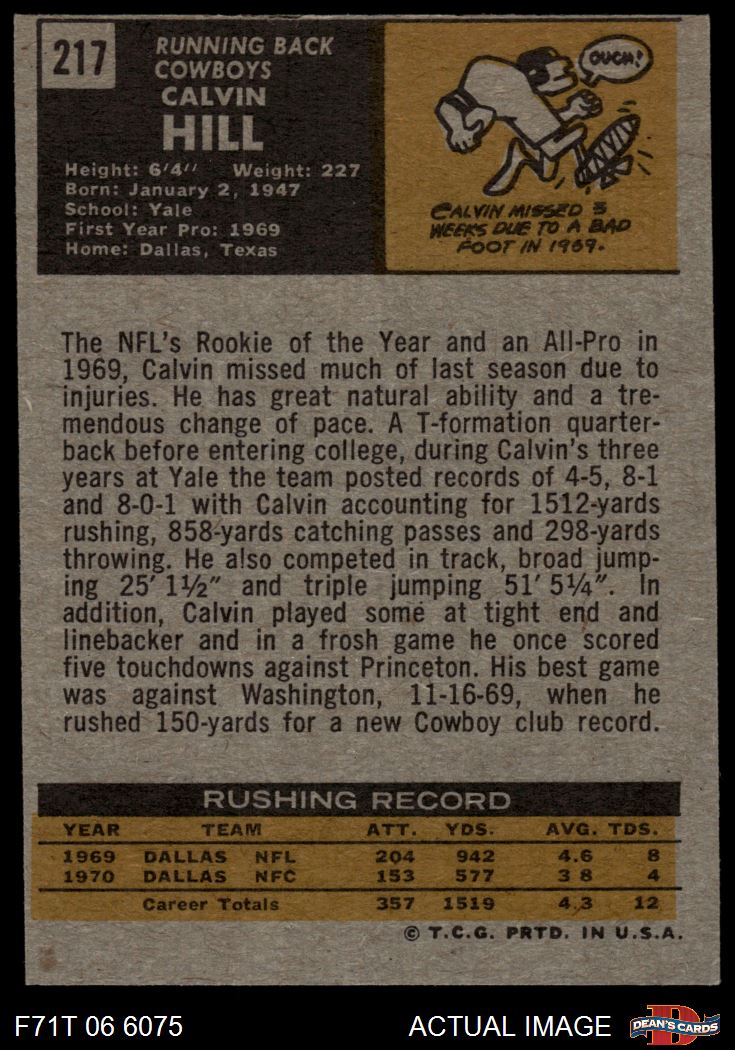 217
RUNNING BACK
COWBOYS
CALVIN
HILL
Height: 6'4" Weight: 227
Born: January 2, 1947
School: Yale
First Year Pro: 1969
Home: Dallas, Texas
OUCH!
CALVIN MISSED 3
WEEKS DUE TO A BAD
FOOT IN 1969.
The NFL's Rookie of the Year and an All-Pro in
1969, Calvin missed much of last season due to
injuries. He has great natural ability and a tre-
mendous change of pace. A T-formation quarter-
back before entering college, during Calvin's three
years at Yale the team posted records of 4-5, 8-1
and 8-0-1 with Calvin accounting for 1512-yards
rushing, 858-yards catching passes and 298-yards
throwing. He also competed in track, broad jump-
ing 25' 1½" and triple jumping 51' 5¼". In
addition, Calvin played some at tight end and
linebacker and in a frosh game he once scored
five touchdowns against Princeton. His best game
was against Washington, 11-16-69, when he
rushed 150-yards for a new Cowboy club record.
RUSHING RECORD
YEAR TEAM ATT. YDS. AVG. TDS.
1969 DALLAS NFL 204 942 4.6 8
1970 DALLAS NFC 153 577 3 8 4
Career Totals 357 1519 4.3 12
© T.C.G. PRTD. IN U.S.A.
F71T 06 6075 ACTUAL IMAGE D DEAN'S CARDS